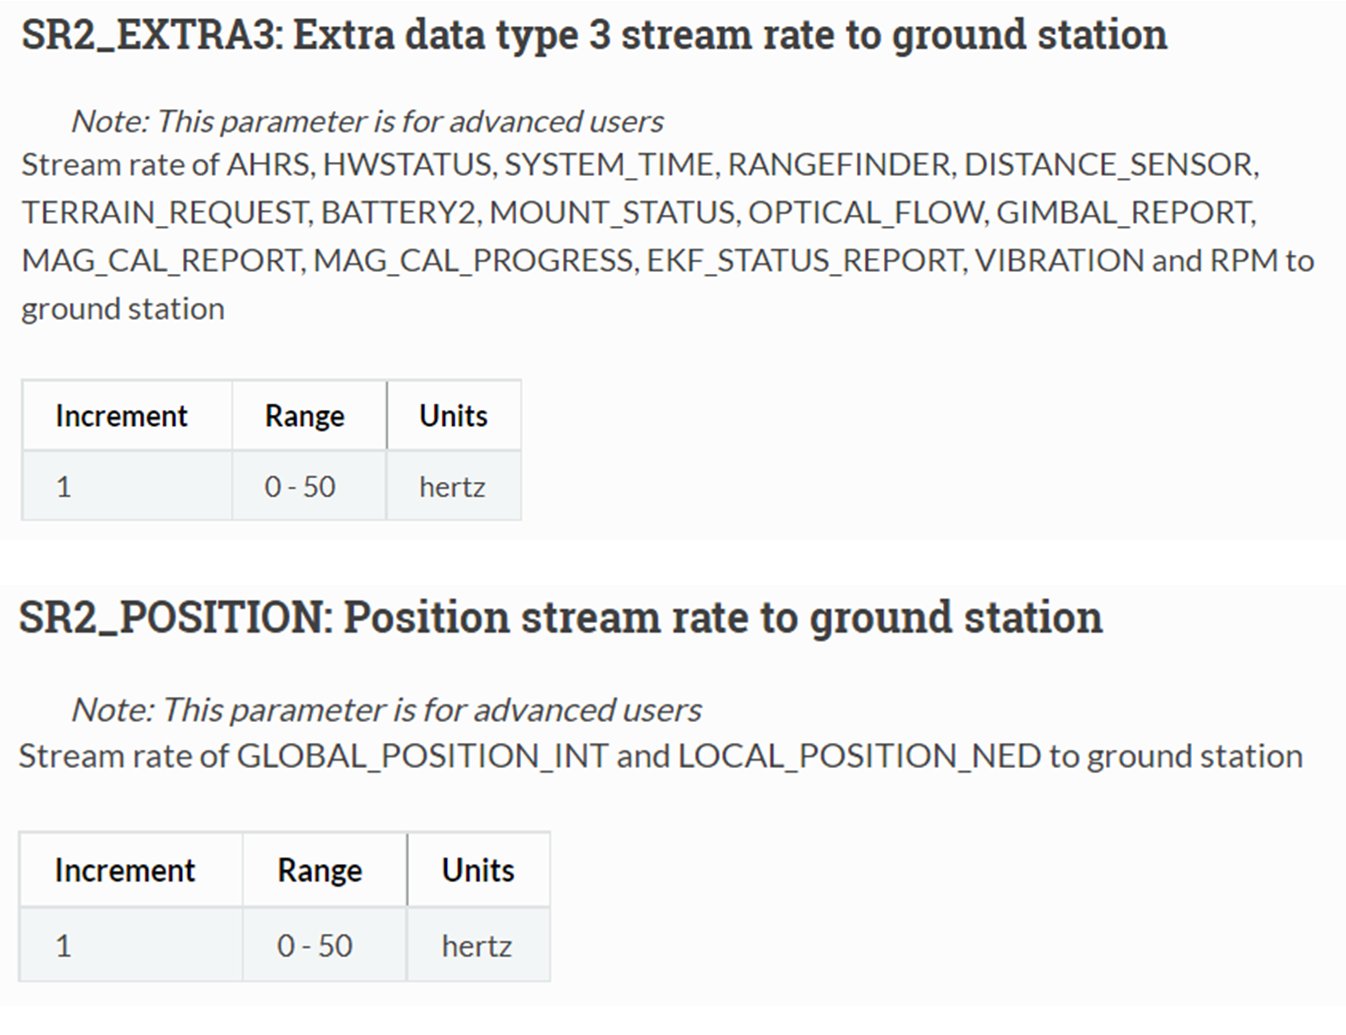 SR2_EXTRA3: Extra data type 3 stream rate to ground station
Note: This parameter is for advanced users
Stream rate of AHRS, HWSTATUS, SYSTEM_TIME, RANGEFINDER, DISTANCE_SENSOR,
TERRAIN_REQUEST, BATTERY2, MOUNT_STATUS, OPTICAL_FLOW, GIMBAL_REPORT,
MAG_CAL_REPORT, MAG_CAL_PROGRESS, EKF_STATUS_REPORT, VIBRATION and RPM to
ground station
Increment Range Units
1 0 - 50 hertz
SR2_POSITION: Position stream rate to ground station
Note: This parameter is for advanced users
Stream rate of GLOBAL_POSITION_INT and LOCAL_POSITION_NED to ground station
Increment Range Units
1 0 - 50 hertz